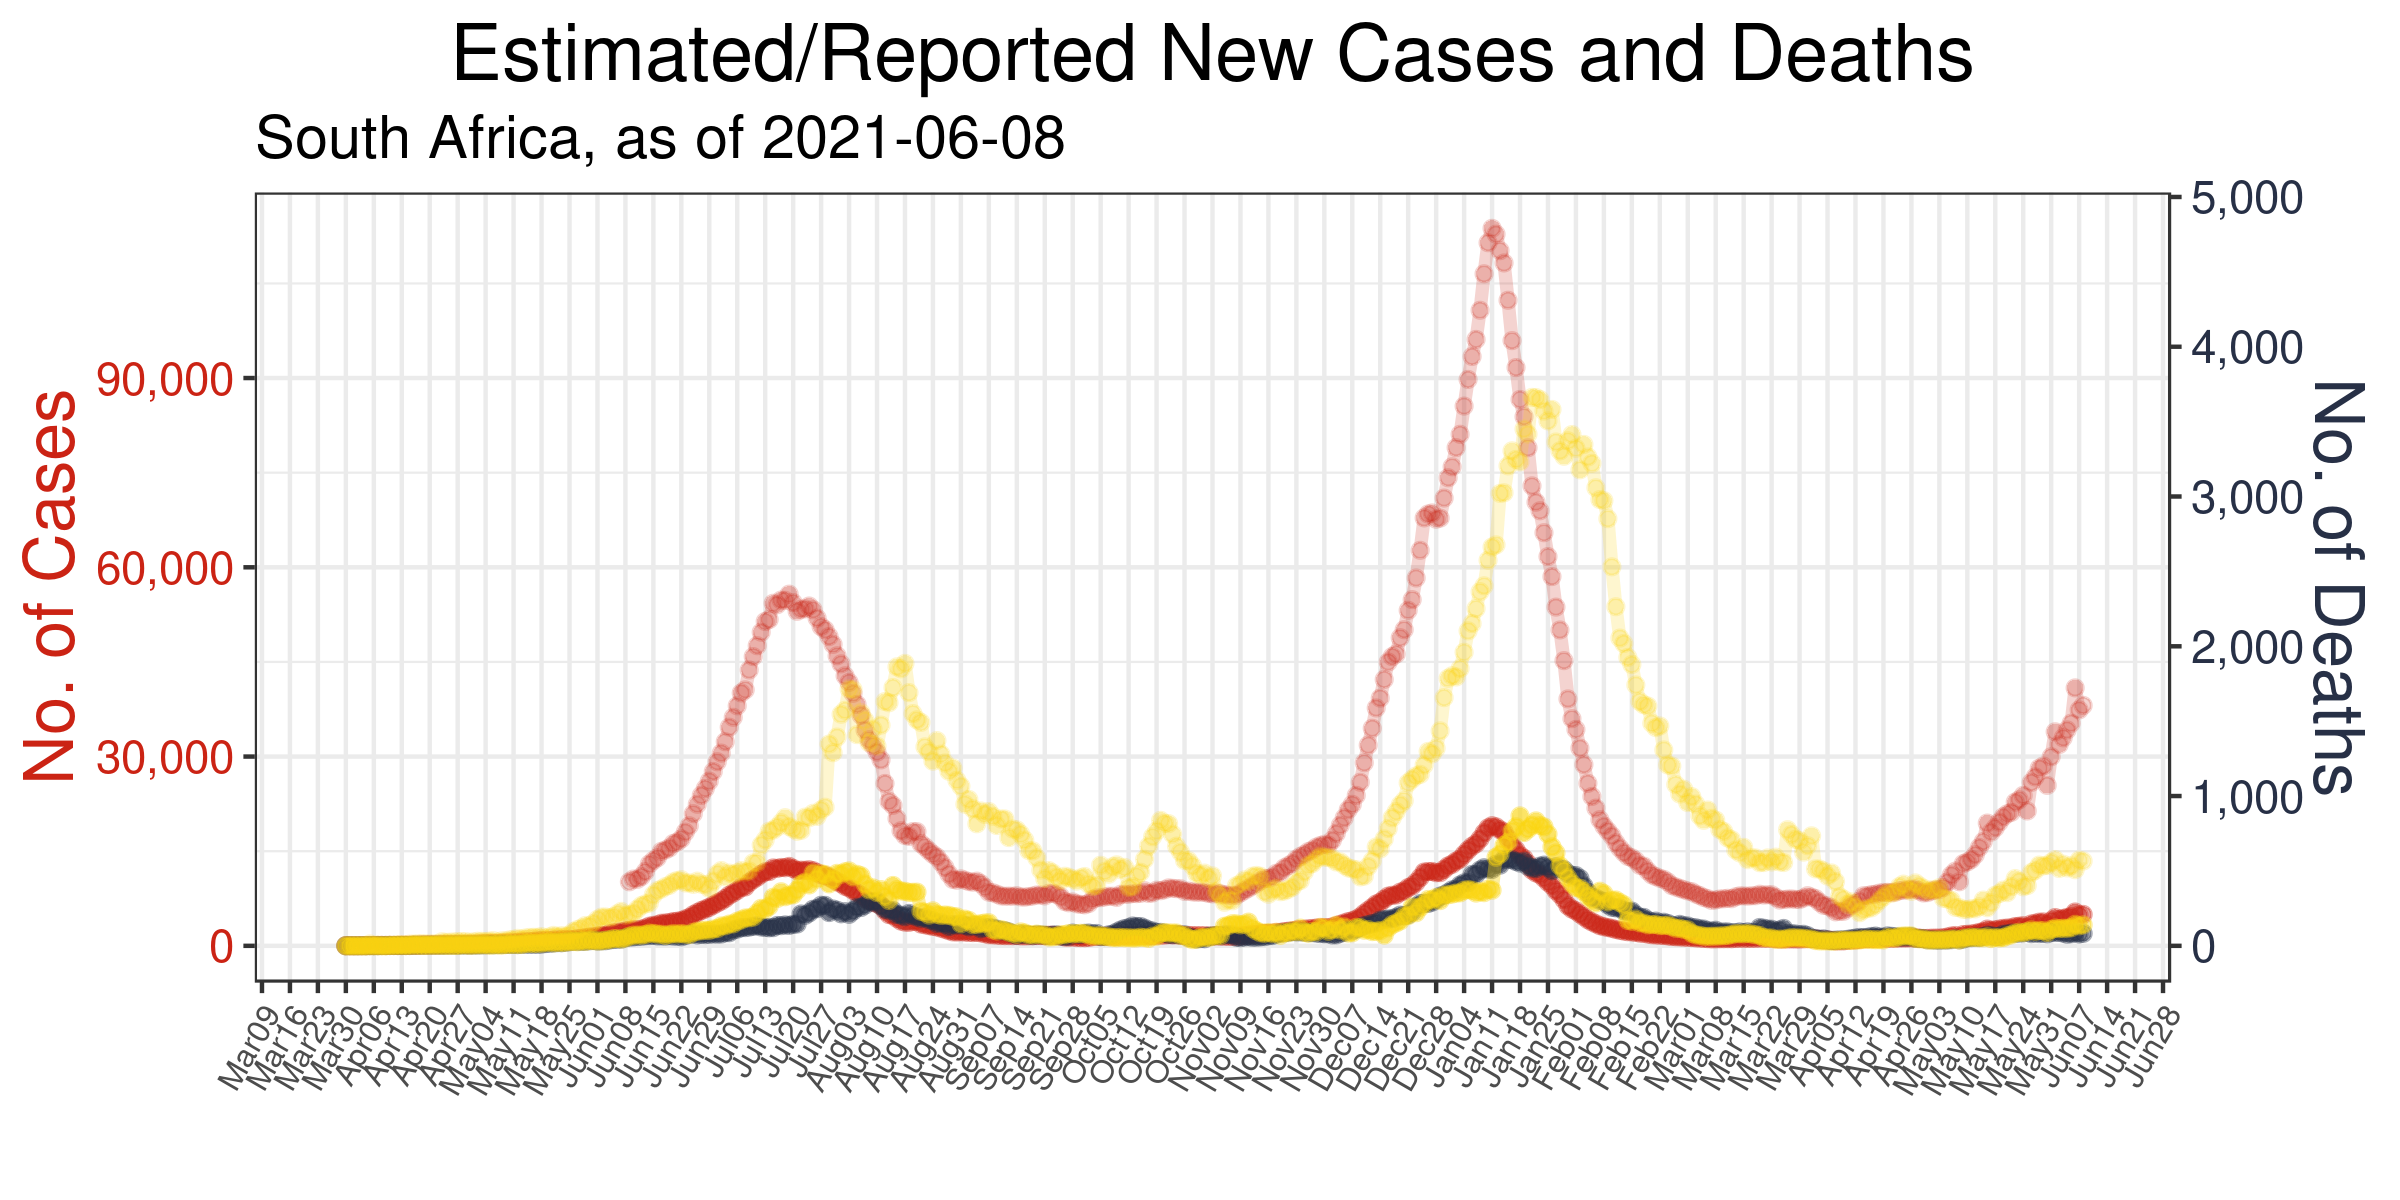 Estimated/Reported New Cases and Deaths
South Africa, as of 2021-06-08
No. of Cases
90,000
60,000
30,000
0
5,000
4,000
3,000
2,000
1,000
0
No. of Deaths
Mar09
Mar16
Mar23
Mar30
Apr06
Apr13
Apr20
Apr27
May04
May11
May18
May25
Jun01
Jun08
Jun15
Jun22
Jun29
Jul06
Jul13
Jul20
Jul27
Aug03
Aug10
Aug17
Aug24
Aug31
Sep07
Sep14
Sep21
Sep28
Oct05
Oct12
Oct19
Oct26
Nov02
Nov09
Nov16
Nov23
Nov30
Dec07
Dec14
Dec21
Dec28
Jan04
Jan11
Jan18
Jan25
Feb01
Feb08
Feb15
Feb22
Mar01
Mar08
Mar15
Mar22
Mar29
Apr05
Apr12
Apr19
Apr26
May03
May10
May17
May24
May31
Jun07
Jun14
Jun21
Jun28